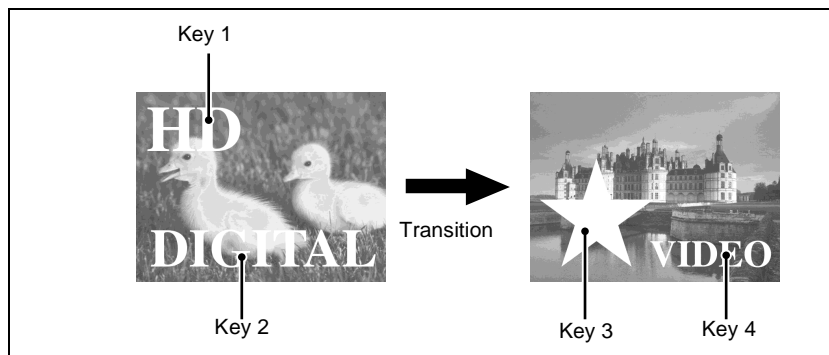 Key 1
HD
DIGITAL
Key 2
Transition
VIDEO
Key 3
Key 4